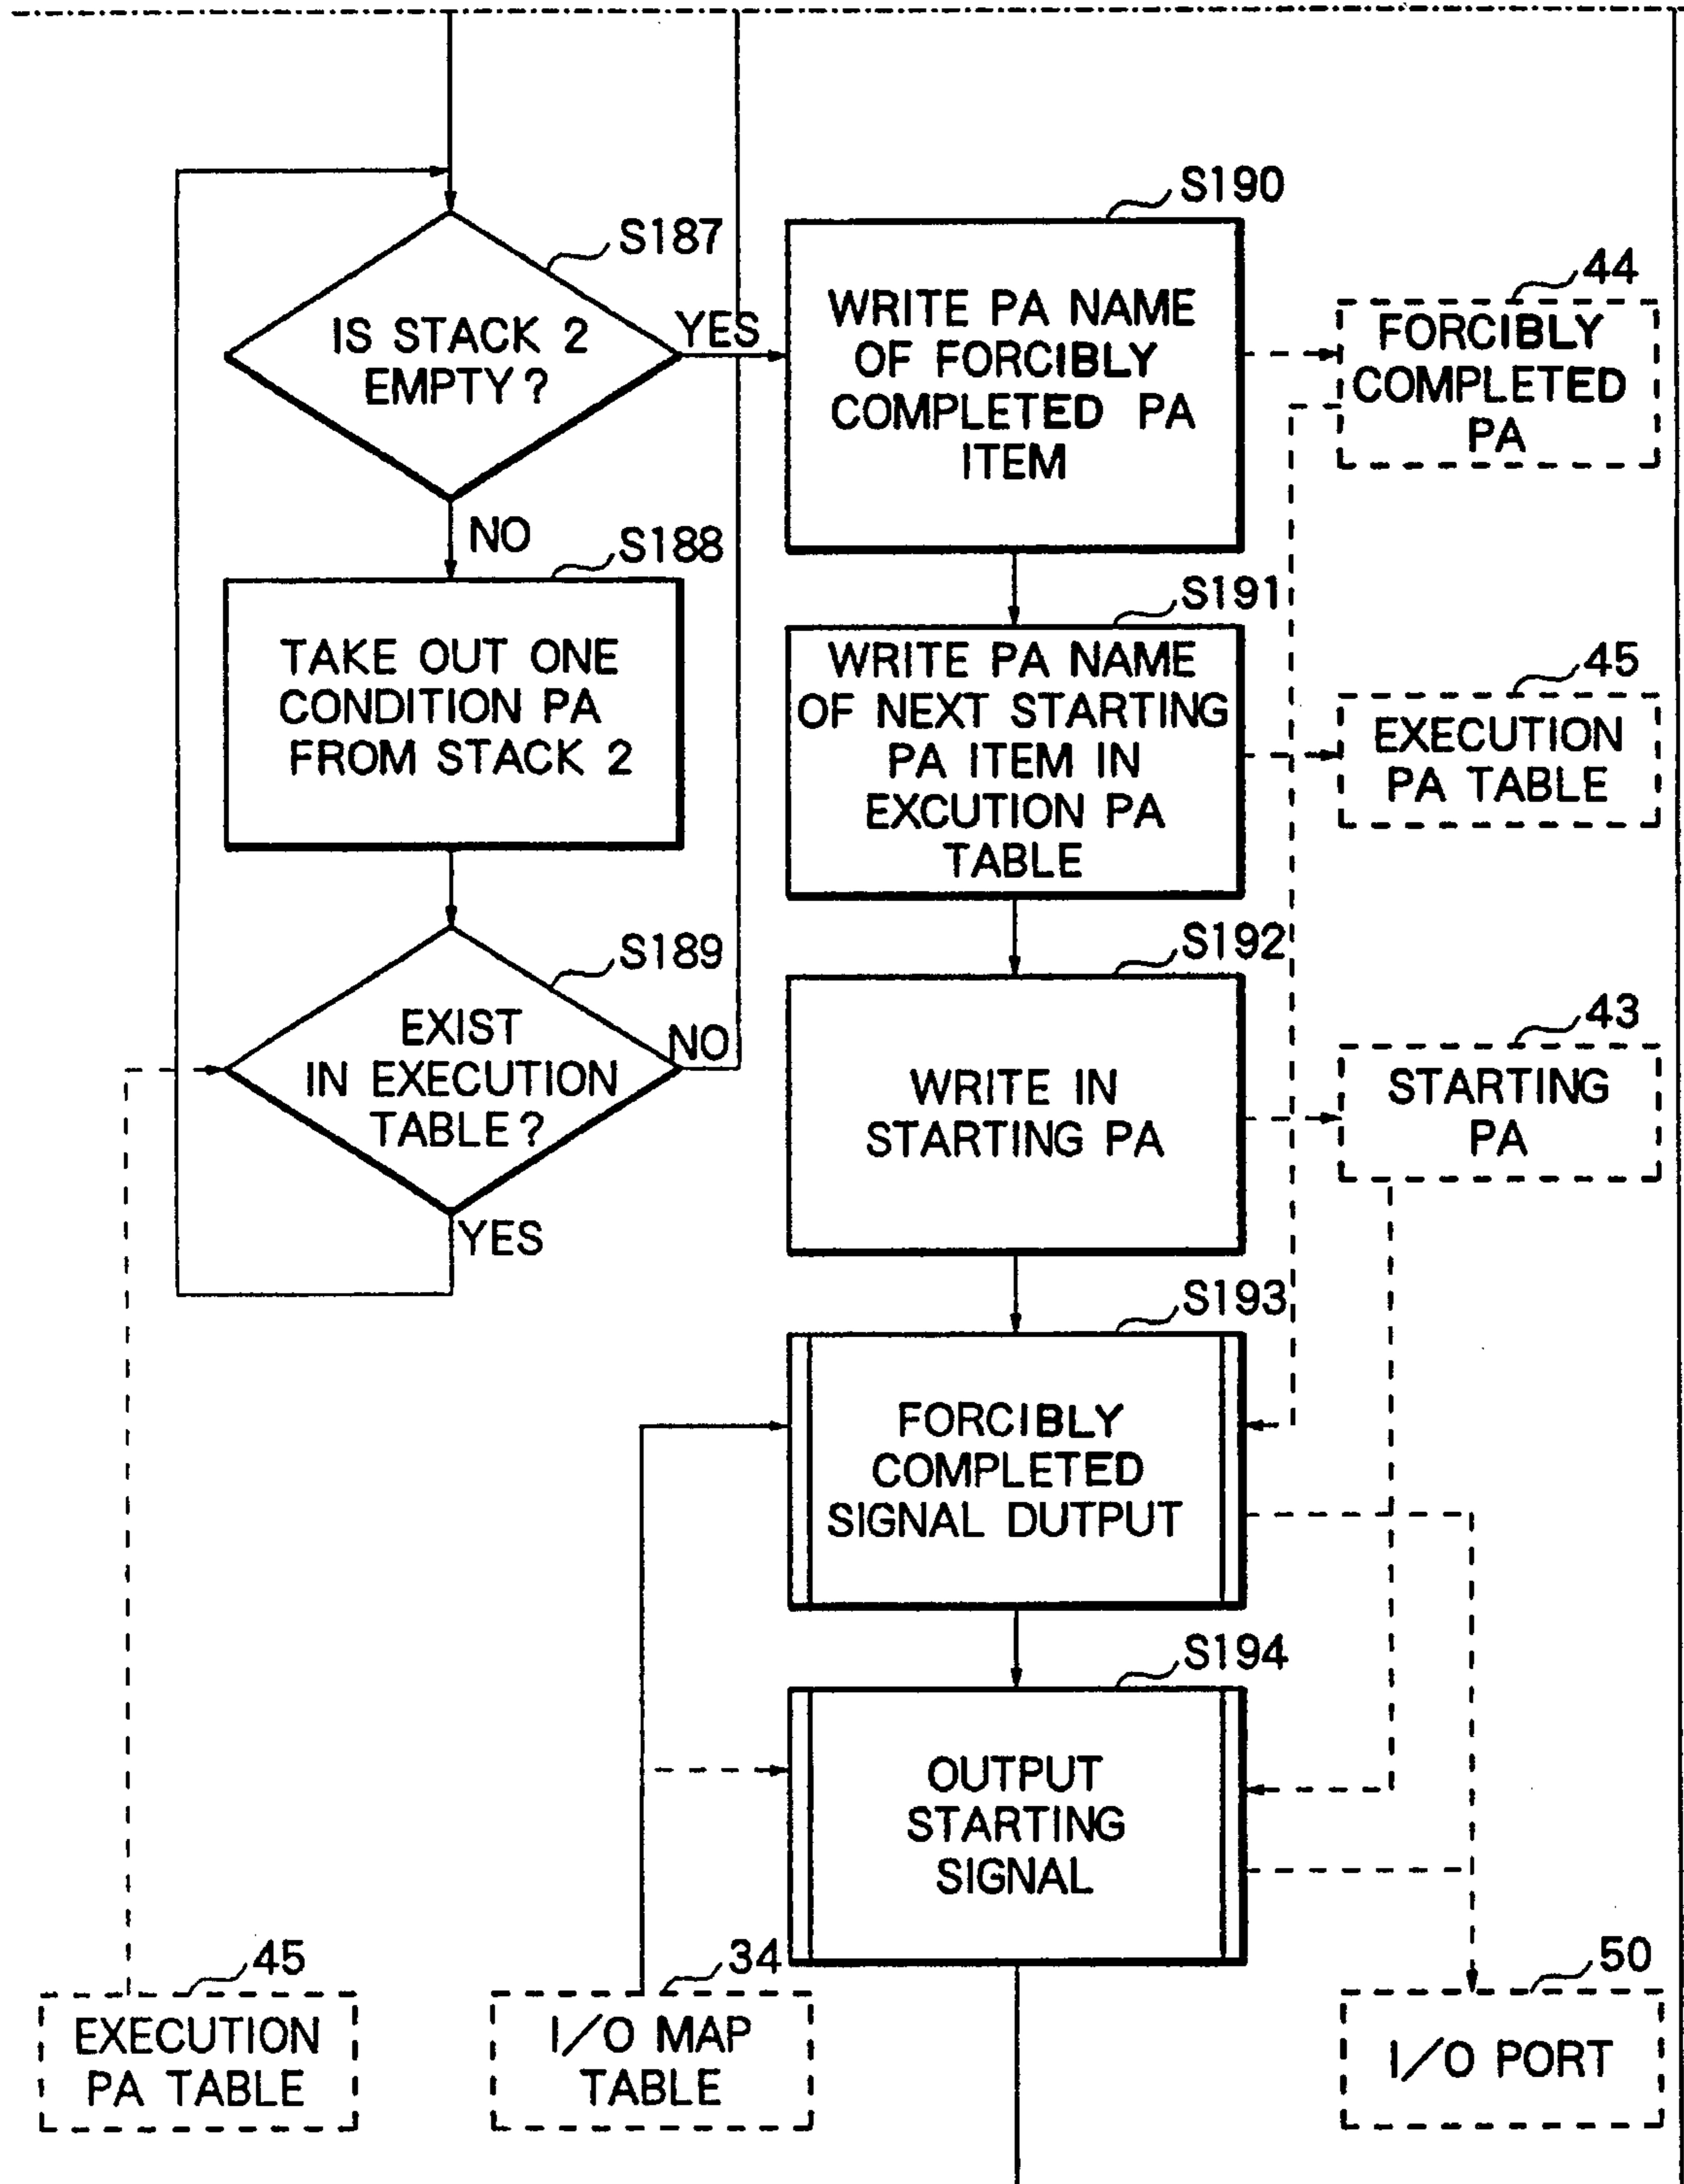 S187
IS STACK 2
EMPTY?
YES
NO
S188
TAKE OUT ONE
CONDITION PA
FROM STACK 2
S189
EXIST
IN EXECUTION
TABLE?
NO
YES
S190
WRITE PA NAME
OF FORCIBLY
COMPLETED PA
ITEM
44
FORCIBLY
COMPLETED
PA
S191
WRITE PA NAME
OF NEXT STARTING
PA ITEM IN
EXCUTION PA
TABLE
45
EXECUTION
PA TABLE
S192
WRITE IN
STARTING PA
43
STARTING
PA
S193
FORCIBLY
COMPLETED
SIGNAL DUTPUT
S194
OUTPUT
STARTING
SIGNAL
45
EXECUTION
PA TABLE
34
I/O MAP
TABLE
50
I/O PORT